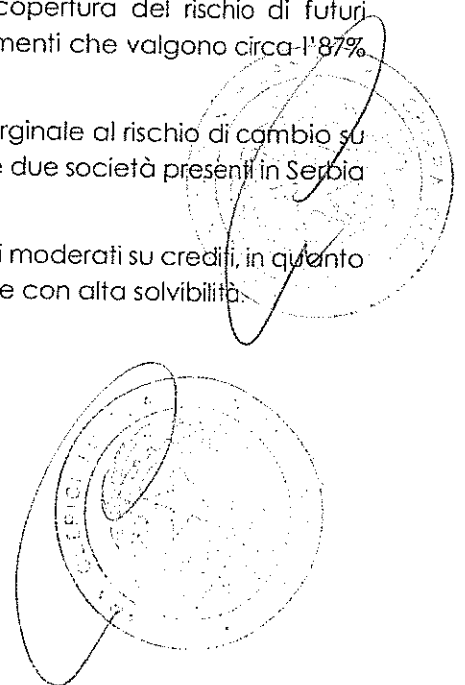 copertura del rischio di futuri
menti che valgono circa l'87%
rginale al rischio di cambio su
e due società presenti in Serbia
i moderati su crediti, in quanto
e con alta solvibilità.